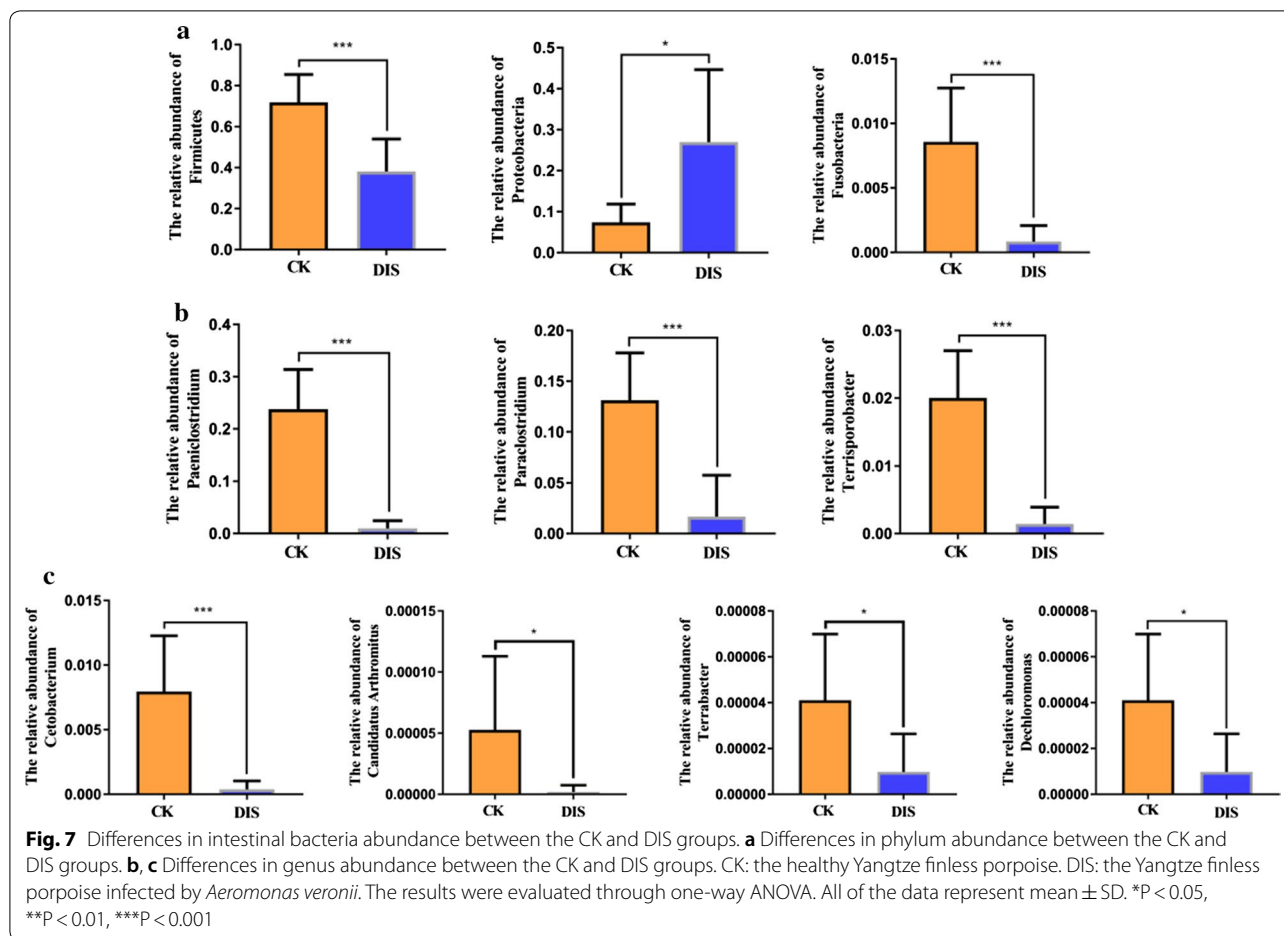 a
The relative abundance of
Firmicutes
1.0
0.8
0.6
0.4
0.2
0.0
***
CK
DIS
The relative abundance of
Proteobacteria
0.5
0.4
0.3
0.2
0.1
0.0
*
CK
DIS
The relative abundance of
Fusobacteria
0.015
0.010
0.005
0.000
***
CK
DIS
b
The relative abundance of
Paeniclostridium
0.4
0.3
0.2
0.1
0.0
***
CK
DIS
The relative abundance of
Paraclostridium
0.20
0.15
0.10
0.05
0.00
***
CK
DIS
The relative abundance of
Terrisporobacter
0.03
0.02
0.01
0.00
***
CK
DIS
c
The relative abundance of
Cetobacterium
0.015
0.010
0.005
0.000
***
CK
DIS
The relative abundance of
Candidatus Arthromitus
0.00015
0.00010
0.00005
0.00000
*
CK
DIS
The relative abundance of
Terrabacter
0.00008
0.00006
0.00004
0.00002
0.00000
*
CK
DIS
The relative abundance of
Dechloromonas
0.00008
0.00006
0.00004
0.00002
0.00000
*
CK
DIS
Fig. 7 Differences in intestinal bacteria abundance between the CK and DIS groups. a Differences in phylum abundance between the CK and
DIS groups. b, c Differences in genus abundance between the CK and DIS groups. CK: the healthy Yangtze finless porpoise. DIS: the Yangtze finless
porpoise infected by Aeromonas veronii. The results were evaluated through one-way ANOVA. All of the data represent mean ± SD. *P < 0.05,
**P < 0.01, ***P < 0.001